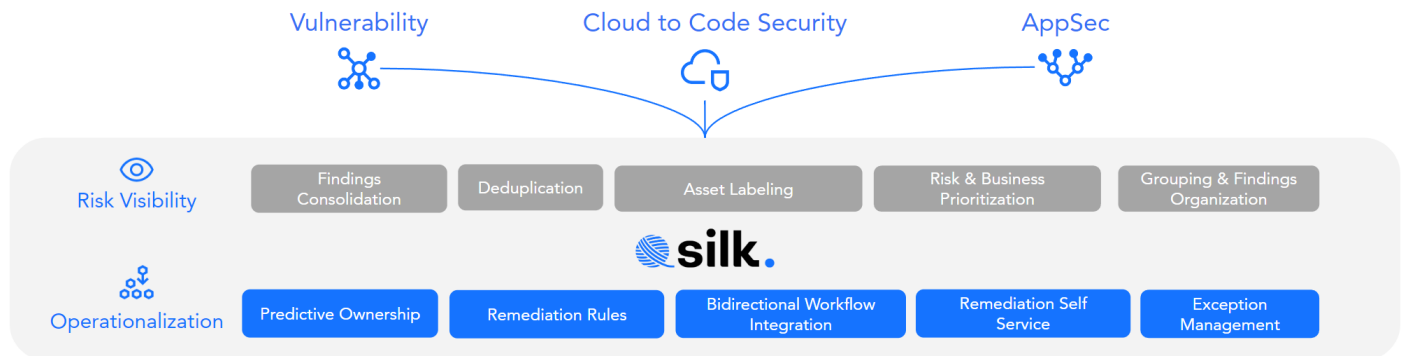 Vulnerability
Cloud to Code Security
AppSec
Risk Visibility
Findings
Consolidation
Deduplication
Asset Labeling
Risk & Business
Prioritization
Grouping & Findings
Organization
silk.
Operationalization
Predictive Ownership
Remediation Rules
Bidirectional Workflow
Integration
Remediation Self
Service
Exception
Management